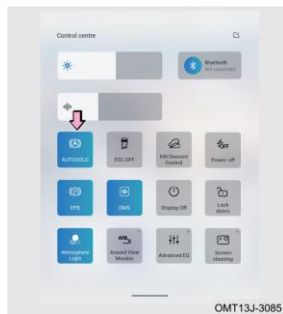 Control centre
Bluetooth
Not connected
AUTOHOLD
ESC OFF
Hill Descent
Control
OFF
Power off
EPB
DMS
Display Off
Lock
doors
Atmosphere
Light
Around View
Monitor
Advanced EQ
Screen
cleaning
OMT13J-3085